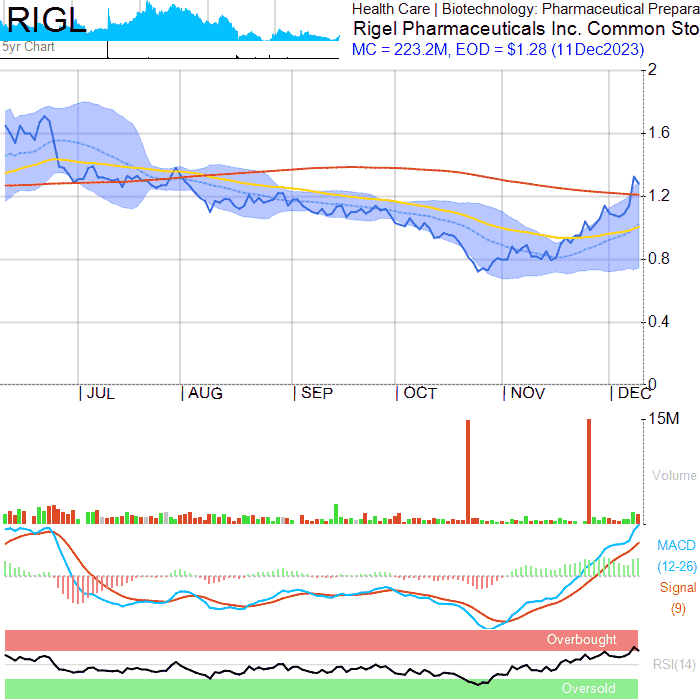 RIGL
5yr Chart
Health Care | Biotechnology: Pharmaceutical Prepara
Rigel Pharmaceuticals Inc. Common Sto
MC = 223.2M, EOD = $1.28 (11Dec2023)
2
1.6
1.2
0.8
0.4
0
JUL AUG SEP OCT NOV DEC
15M
Volume
MACD
(12-26)
Signal
(9)
Overbought
RSI(14)
Oversold